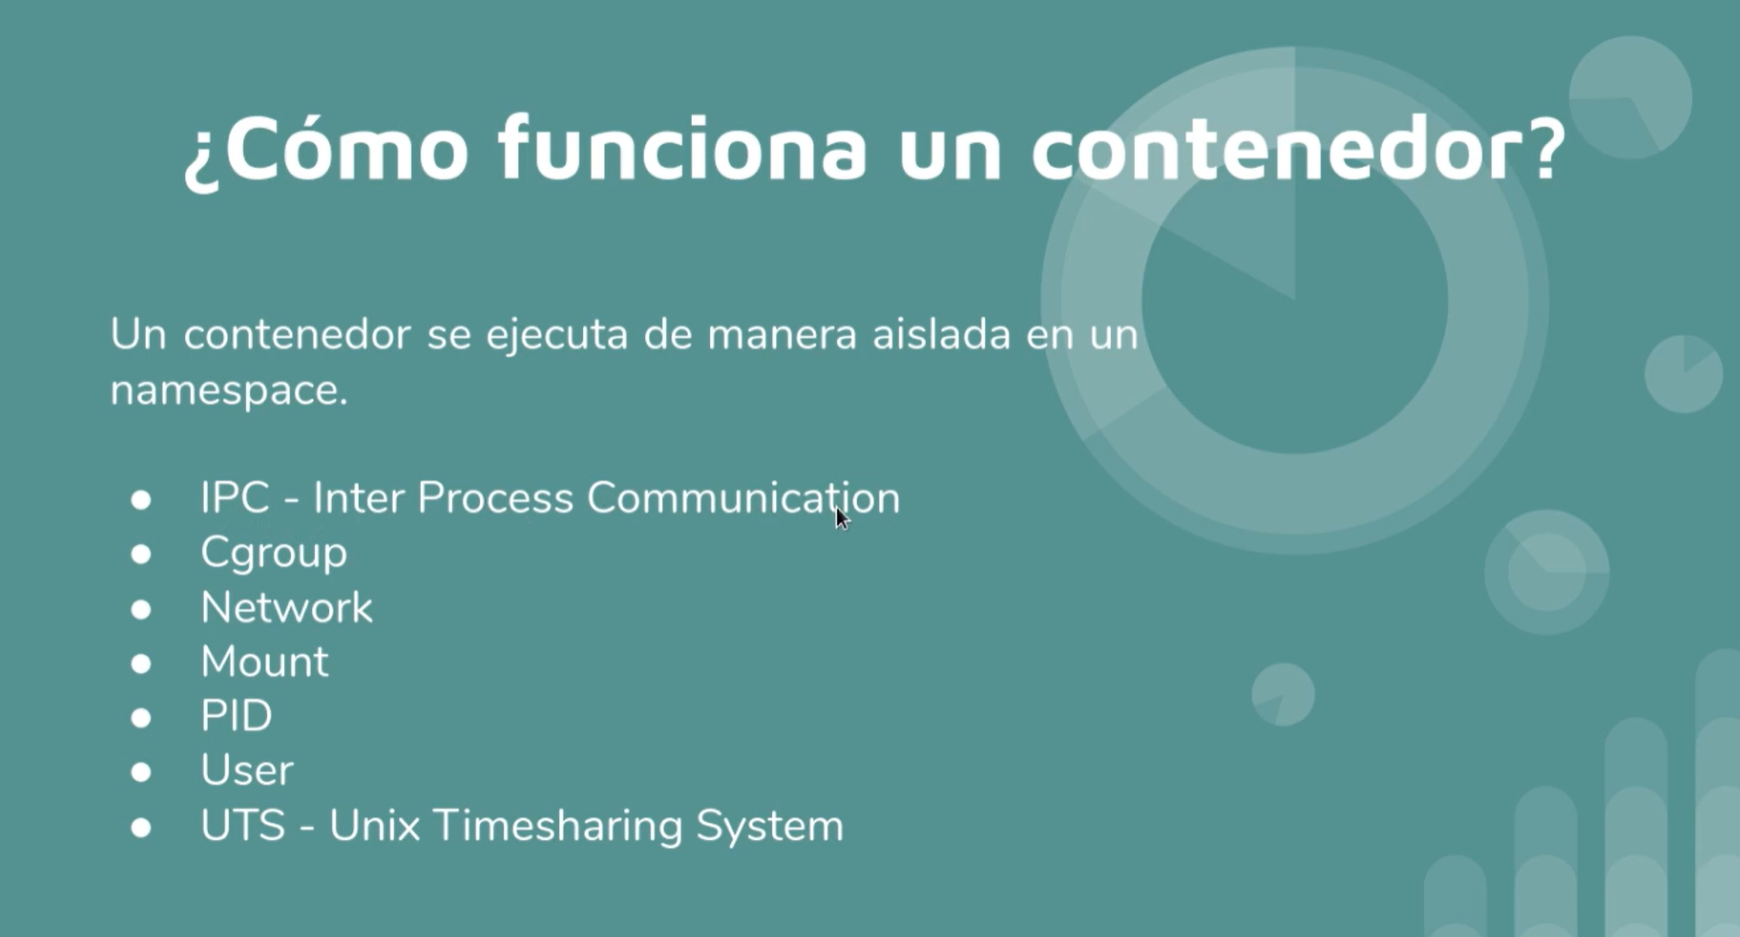 ¿Cómo funciona un contenedor?
Un contenedor se ejecuta de manera aislada en un
namespace.
● IPC - Inter Process Communication
● Cgroup
● Network
● Mount
● PID
● User
● UTS - Unix Timesharing System